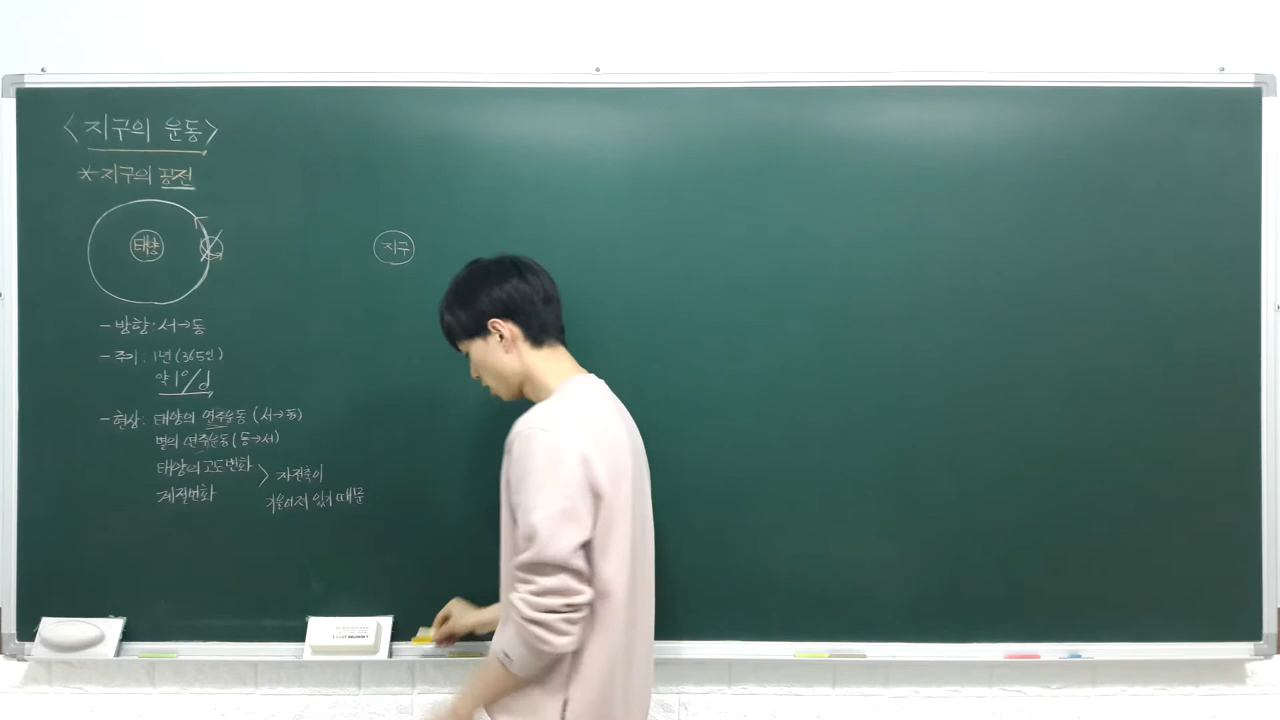 <지구의 운동>
*지구의 공전
태양
지구
- 방향: 서→동
- 주기: 1년(365일)
약 1°/d
- 현상: 태양의 연주운동 (서→동)
별의 연주운동 (동→서)
태양의 고도변화
계절변화
> 자전축이
기울어져 있기 때문